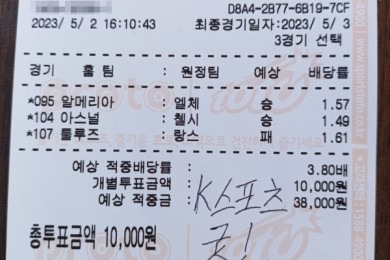 D8A4-2B77-6B19-7CF
2023/ 5/ 2 16:10:43 최종경기일자:2023/ 5/ 3
3경기 선택
경기 홈 팀 : 원정팀 예상 배당률
*095 알메리아 : 엘체 승 1.57
*104 아스널 : 첼시 승 1.49
*107 툴루즈 : 랑스 패 1.61
예상 적중배당률 : 3.80배
개별투표금액 : 10,000원
예상 적중금 : 38,000원
K스포츠
굿!
총투표금액 10,000원